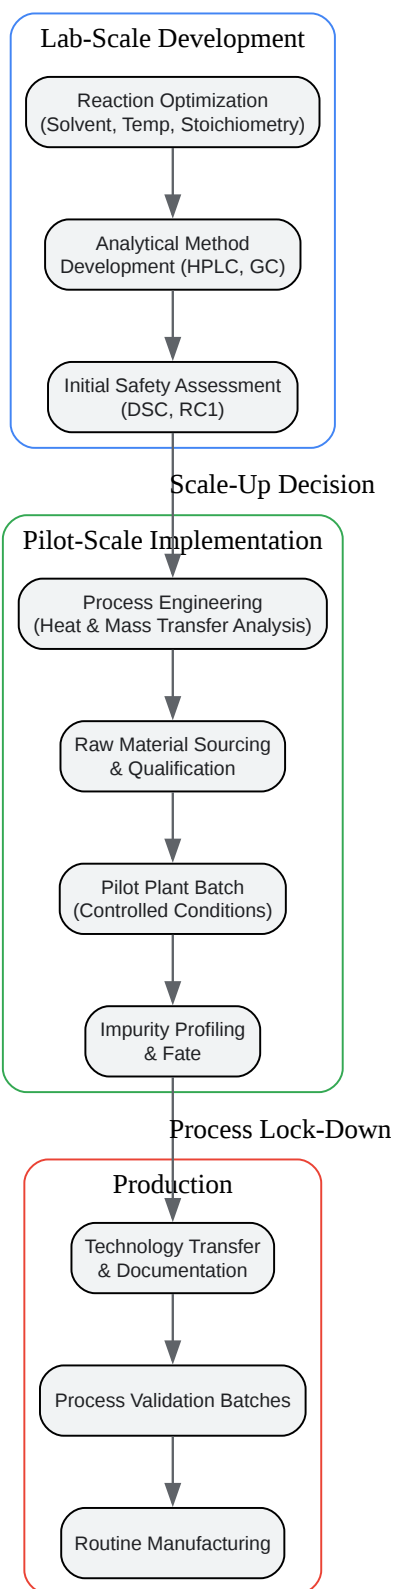 Lab-Scale Development
Reaction Optimization
(Solvent, Temp, Stoichiometry)
Analytical Method
Development (HPLC, GC)
Initial Safety Assessment
(DSC, RC1)
Scale-Up Decision
Pilot-Scale Implementation
Process Engineering
(Heat & Mass Transfer Analysis)
Raw Material Sourcing
& Qualification
Pilot Plant Batch
(Controlled Conditions)
Impurity Profiling
& Fate
Process Lock-Down
Production
Technology Transfer
& Documentation
Process Validation Batches
Routine Manufacturing